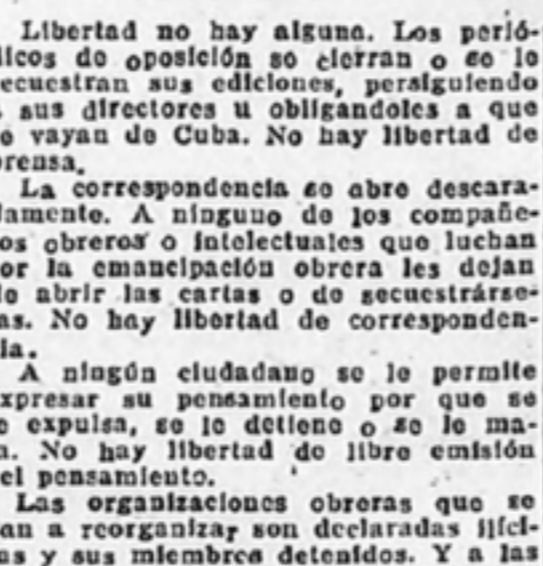 Libertad no hay alguna. Los perió-
dicos de oposición se cierran o se le
secuestran sus ediciones, persiguiendo
a sus directores u obligandoles a que
se vayan de Cuba. No hay libertad de
prensa.
La correspondencia se abre descara-
damente. A ninguno de los compañe-
ros obreros o intelectuales que luchan
por la emancipación obrera les dejan
de abrir las cartas o de secuestrárse-
las. No hay libertad de corresponden-
cia.
A ningún ciudadano se le permite
expresar su pensamiento por que se
le expulsa, se le detiene o se le ma-
ta. No hay libertad de libre emisión
del pensamiento.
Las organizaciones obreras que se
van a reorganizar son declaradas ilíci-
tas y sus miembros detenidos. Y a las